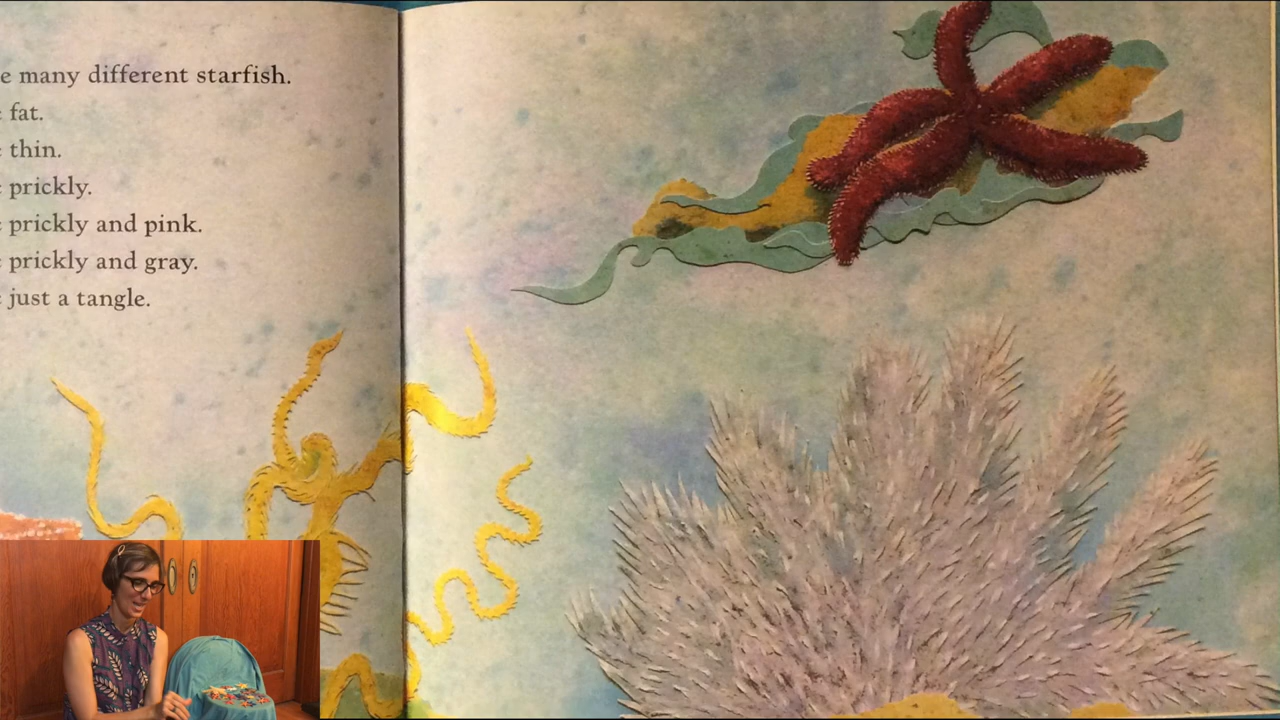 many different starfish.
fat.
thin.
prickly.
prickly and pink.
prickly and gray.
just a tangle.